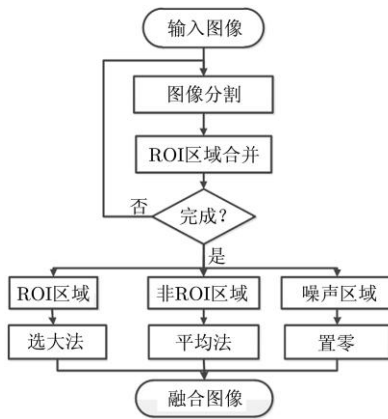 输入图像
图像分割
ROI区域合并
完成?
否
是
ROI区域
非ROI区域
噪声区域
选大法
平均法
置零
融合图像